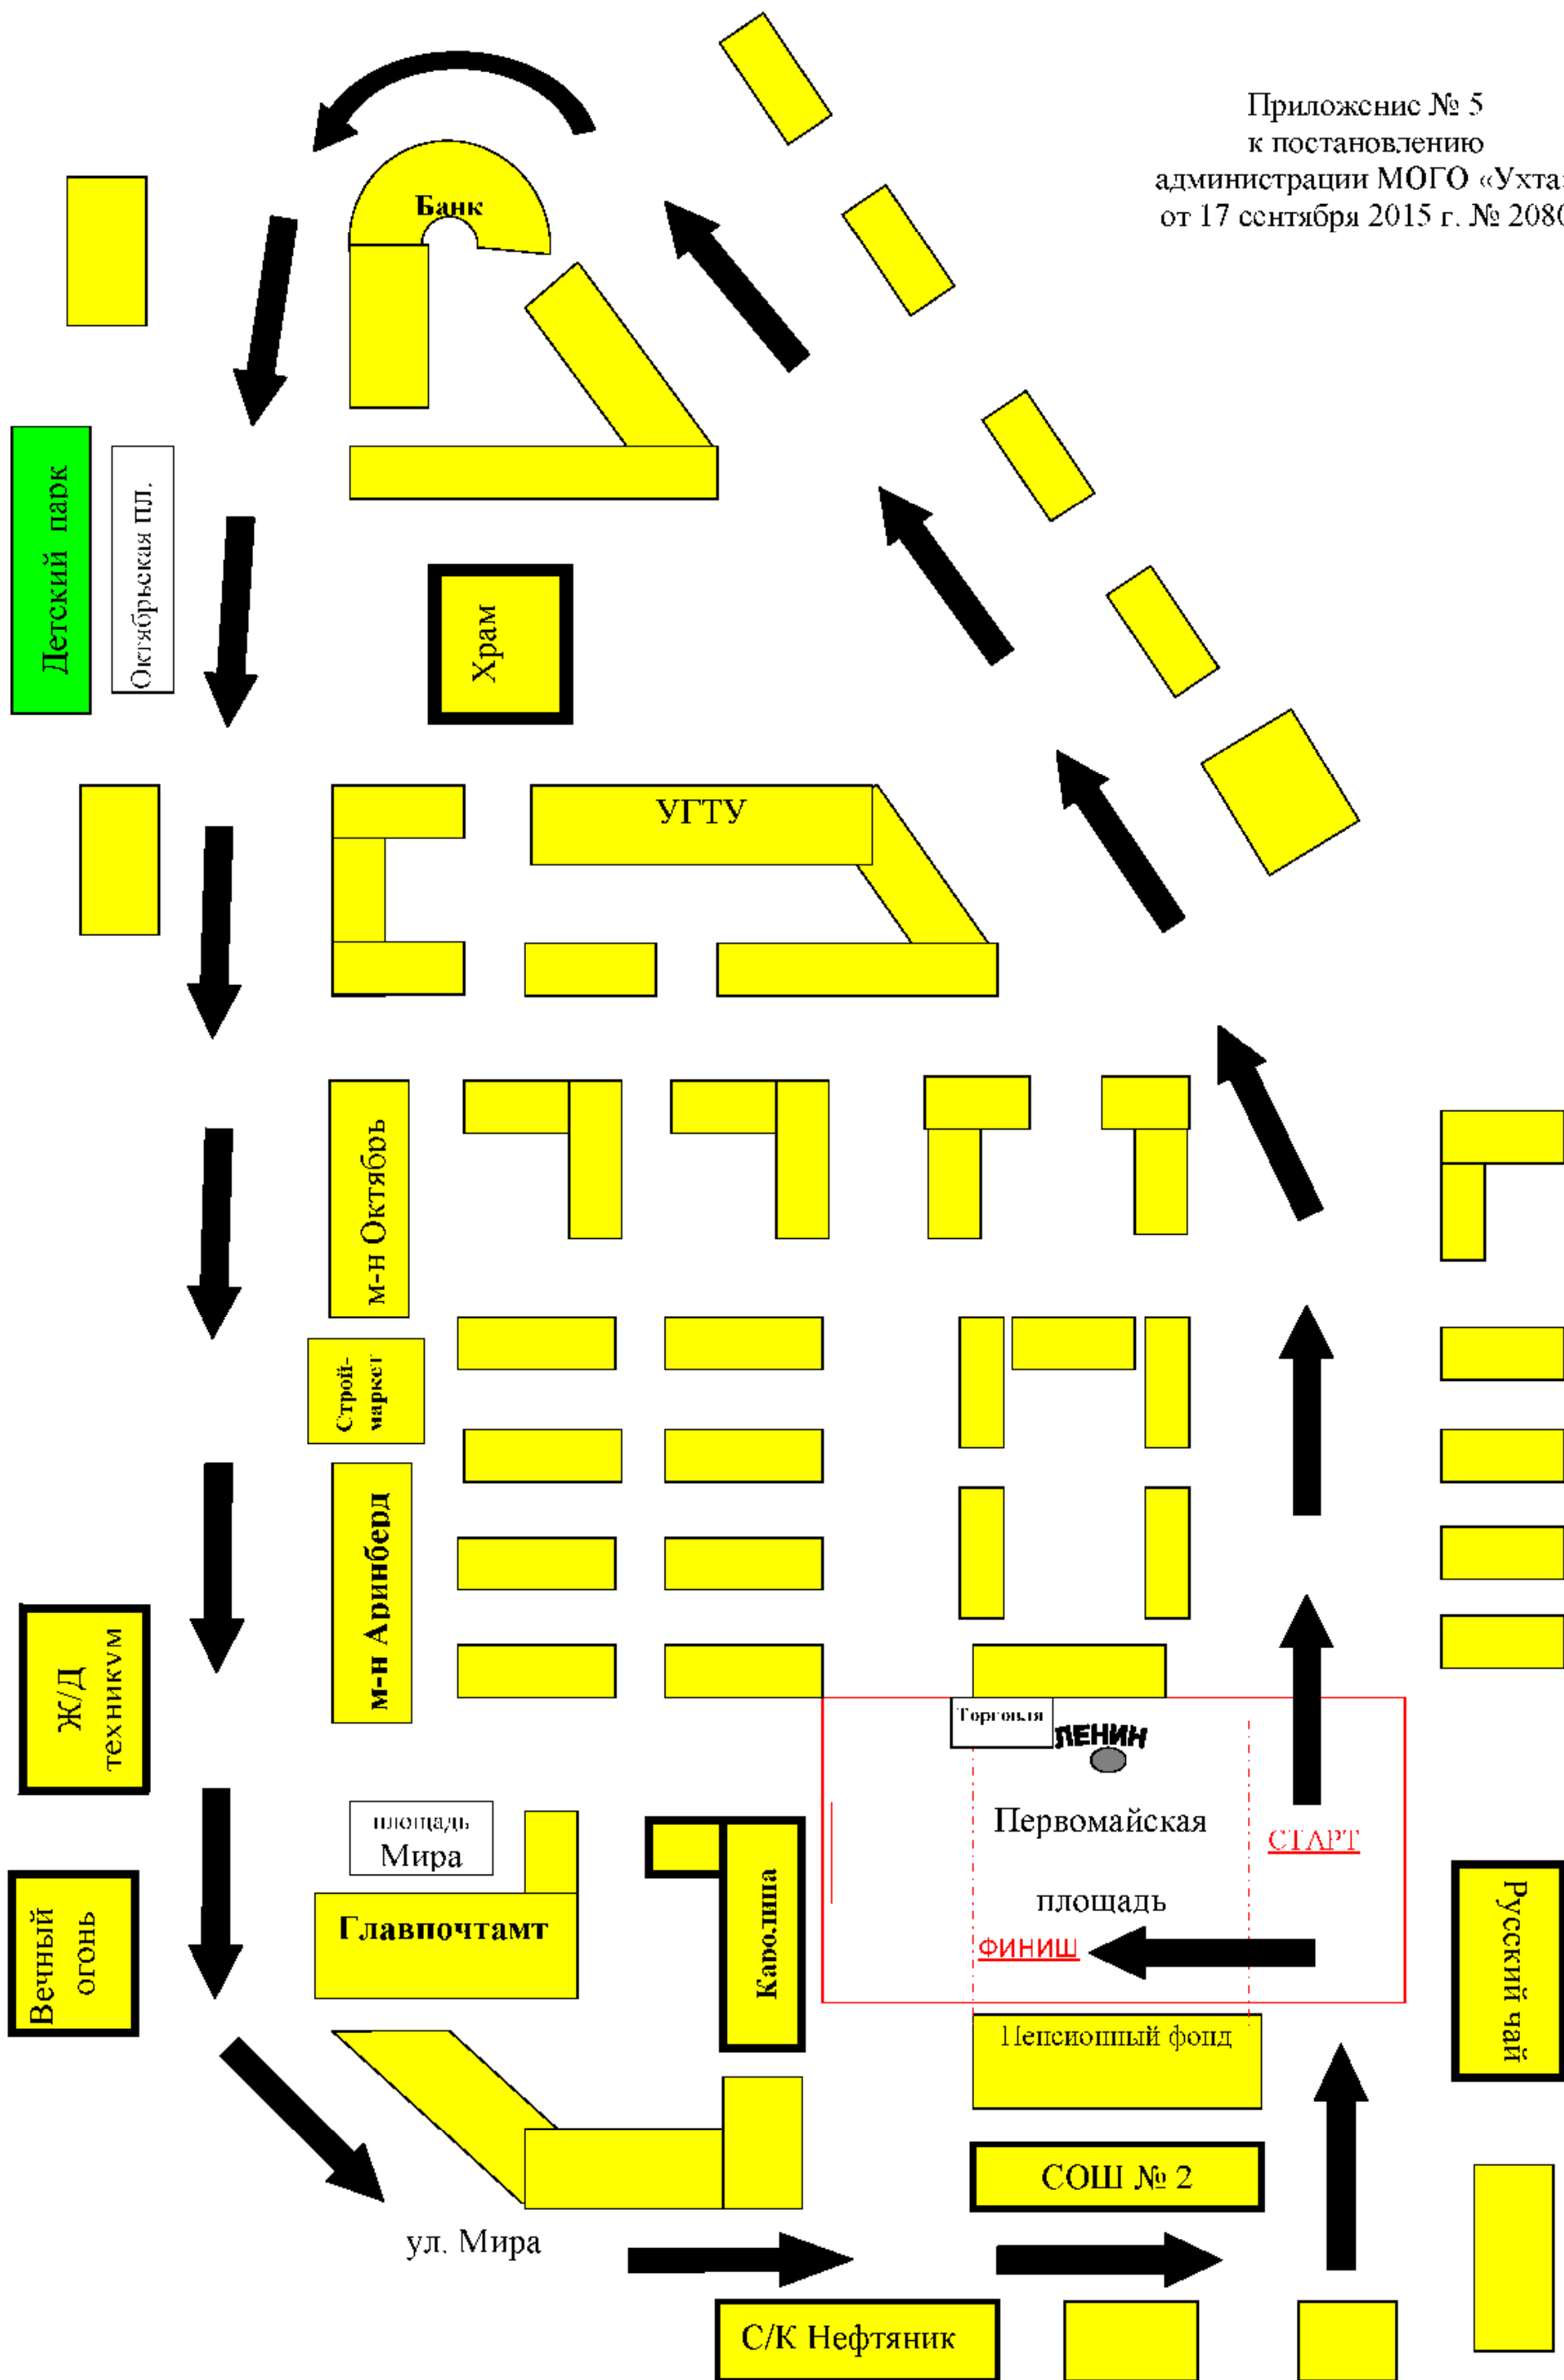 Приложение № 5
к постановлению
администрации МОГО «Ухта
от 17 сентября 2015 г. № 2080
Банк
Детский парк
Октябрьская пл.
Храм
УГТУ
м-н Октябрь
Строй-
маркет
м-н Аринберд
Ж/Д
техникум
Торговля
ЛЕНИН
Первомайская
площадь
СТАРТ
ФИНИШ
площадь
Мира
Главпочтамт
Каролина
Вечный
огонь
Русский чай
Пенсионный фонд
СОШ № 2
ул. Мира
С/К Нефтяник